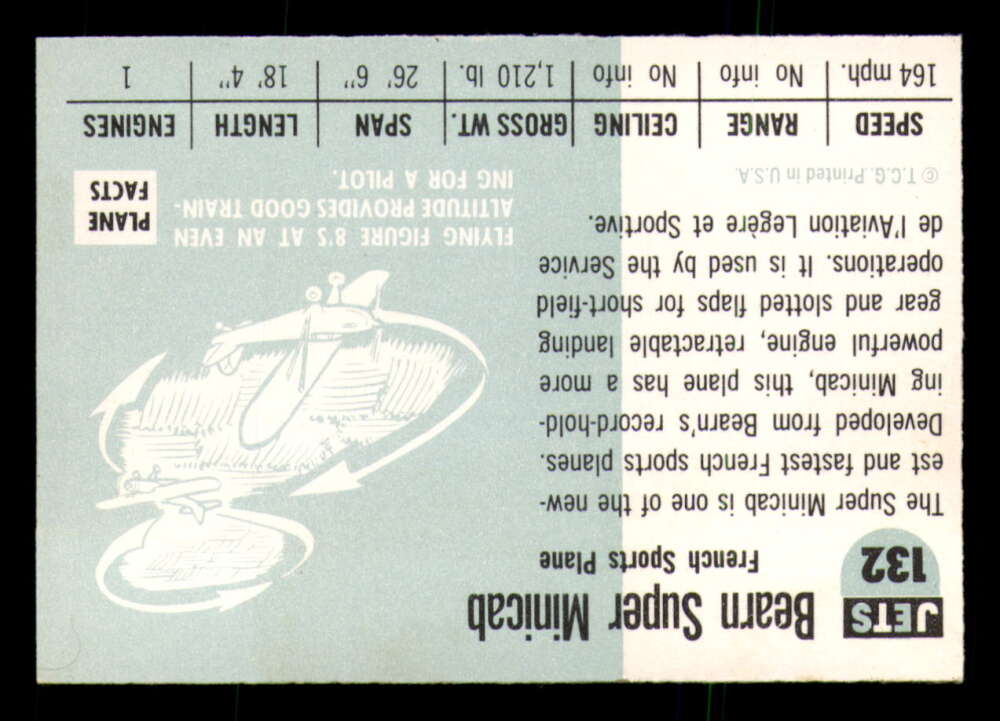 JETS
132
Bearn Super Minicab
French Sports Plane
The Super Minicab is one of the new-
est and fastest French sports planes.
Developed from Bearn's record-hold-
ing Minicab, this plane has a more
powerful engine, retractable landing
gear and slotted flaps for short-field
operations. It is used by the Service
de l'Aviation Legère et Sportive.
© T.C.G. Printed in U.S.A.
FLYING FIGURE 8'S AT AN EVEN
ALTITUDE PROVIDES GOOD TRAIN-
ING FOR A PILOT.
PLANE
FACTS
SPEED RANGE CEILING GROSS WT. SPAN LENGTH ENGINES
164 mph. No info No info 1,210 lb. 26' 6" 18' 4" 1